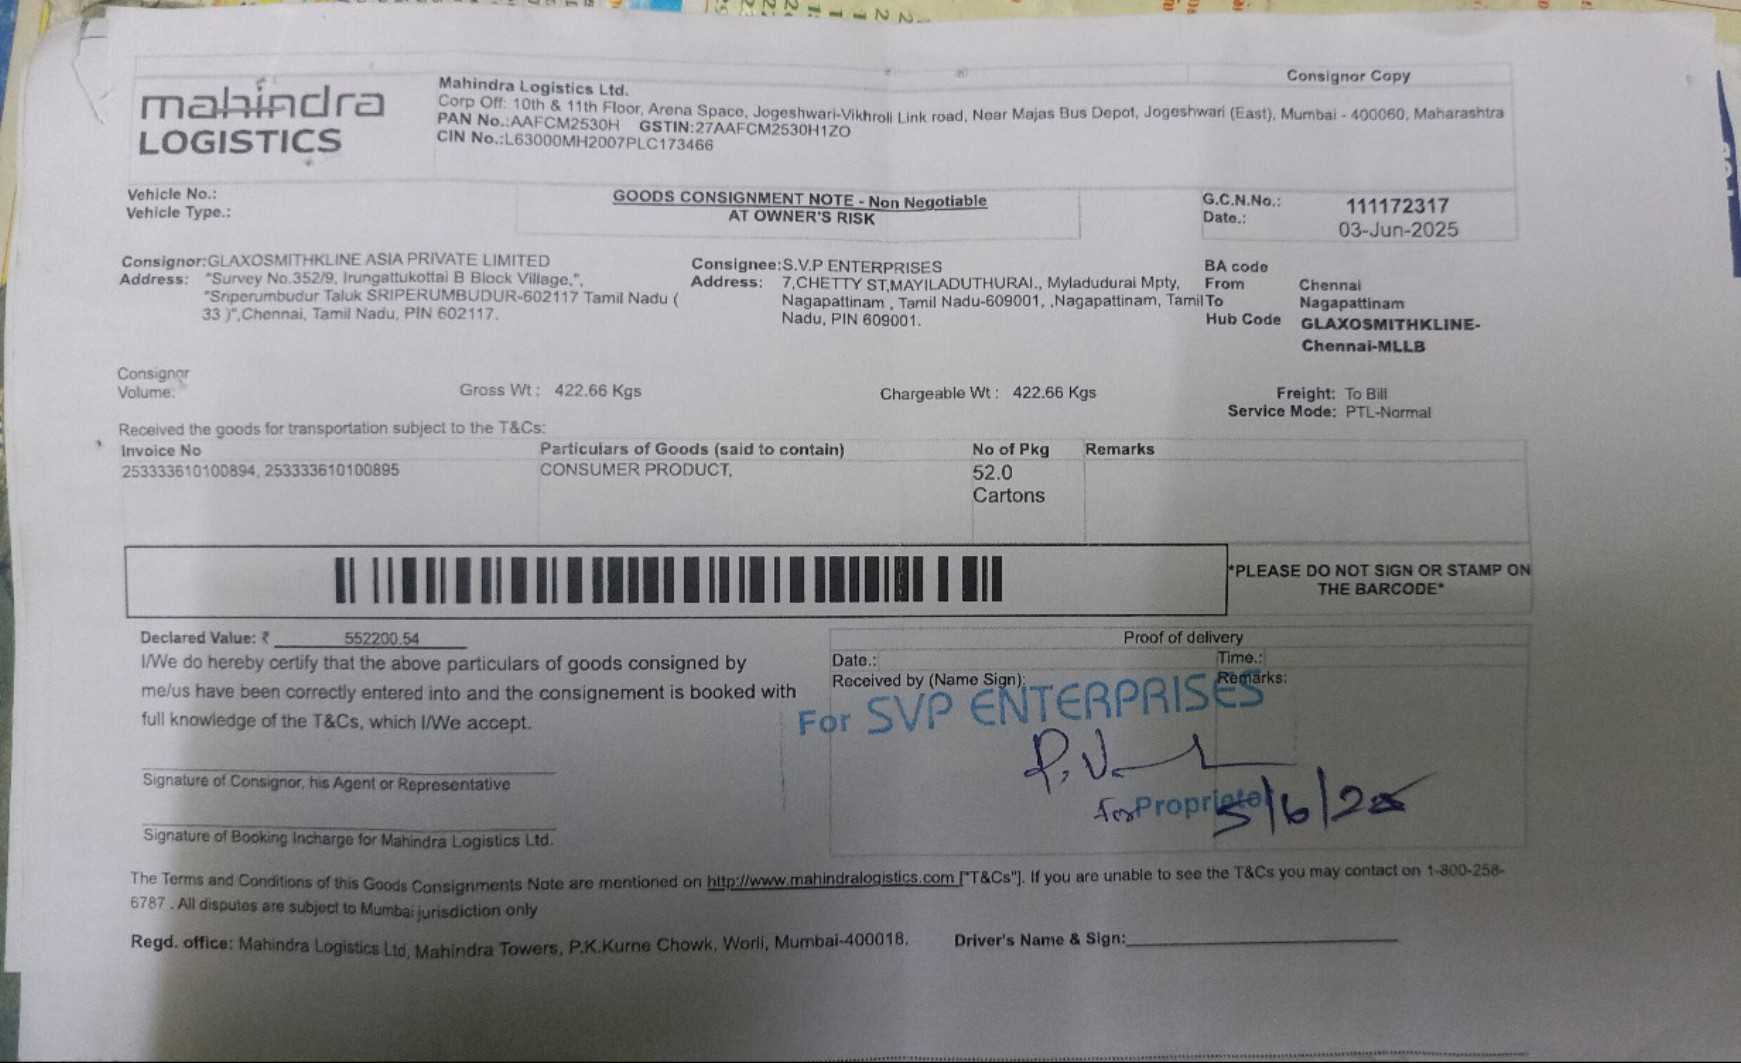 mahindra
LOGISTICS
Consignor Copy
Mahindra Logistics Ltd.
Corp Off: 10th & 11th Floor, Arena Space, Jogeshwari-Vikhroli Link road, Near Majas Bus Depot, Jogeshwari (East), Mumbai - 400060, Maharashtra
PAN No.:AAFCM2530H GSTIN:27AAFCM2530H1ZO
CIN No.:L63000MH2007PLC173466
Vehicle No.:
Vehicle Type.:
GOODS CONSIGNMENT NOTE - Non Negotiable
AT OWNER'S RISK
G.C.N.No.: 111172317
Date.: 03-Jun-2025
Consignor:GLAXOSMITHKLINE ASIA PRIVATE LIMITED
Address: "Survey No.352/9, Irungattukottai B Block Village,",
"Sriperumbudur Taluk SRIPERUMBUDUR-602117 Tamil Nadu (
33 )",Chennai, Tamil Nadu, PIN 602117.
Consignee:S.V.P ENTERPRISES
Address: 7,CHETTY ST,MAYILADUTHURAI., Myladudurai Mpty,
Nagapattinam , Tamil Nadu-609001, ,Nagapattinam, Tamil
Nadu, PIN 609001.
BA code
From Chennai
To Nagapattinam
Hub Code GLAXOSMITHKLINE-
Chennai-MLLB
Consignor
Volume:
Gross Wt : 422.66 Kgs
Chargeable Wt : 422.66 Kgs
Freight: To Bill
Service Mode: PTL-Normal
Received the goods for transportation subject to the T&Cs:
Invoice No Particulars of Goods (said to contain) No of Pkg Remarks
253333610100894, 253333610100895 CONSUMER PRODUCT, 52.0
Cartons
*PLEASE DO NOT SIGN OR STAMP ON
THE BARCODE*
Declared Value: ₹ 552200.54
I/We do hereby certify that the above particulars of goods consigned by
me/us have been correctly entered into and the consignement is booked with
full knowledge of the T&Cs, which I/We accept.
Signature of Consignor, his Agent or Representative
Signature of Booking Incharge for Mahindra Logistics Ltd.
Proof of delivery
Date.: Time.:
Received by (Name Sign): Remarks:
For SVP ENTERPRISES
for Proprietor
5/6/25
The Terms and Conditions of this Goods Consignments Note are mentioned on http://www.mahindralogistics.com ["T&Cs"]. If you are unable to see the T&Cs you may contact on 1-800-258-
6787 . All disputes are subject to Mumbai jurisdiction only
Regd. office: Mahindra Logistics Ltd, Mahindra Towers, P.K.Kurne Chowk, Worli, Mumbai-400018.
Driver's Name & Sign: